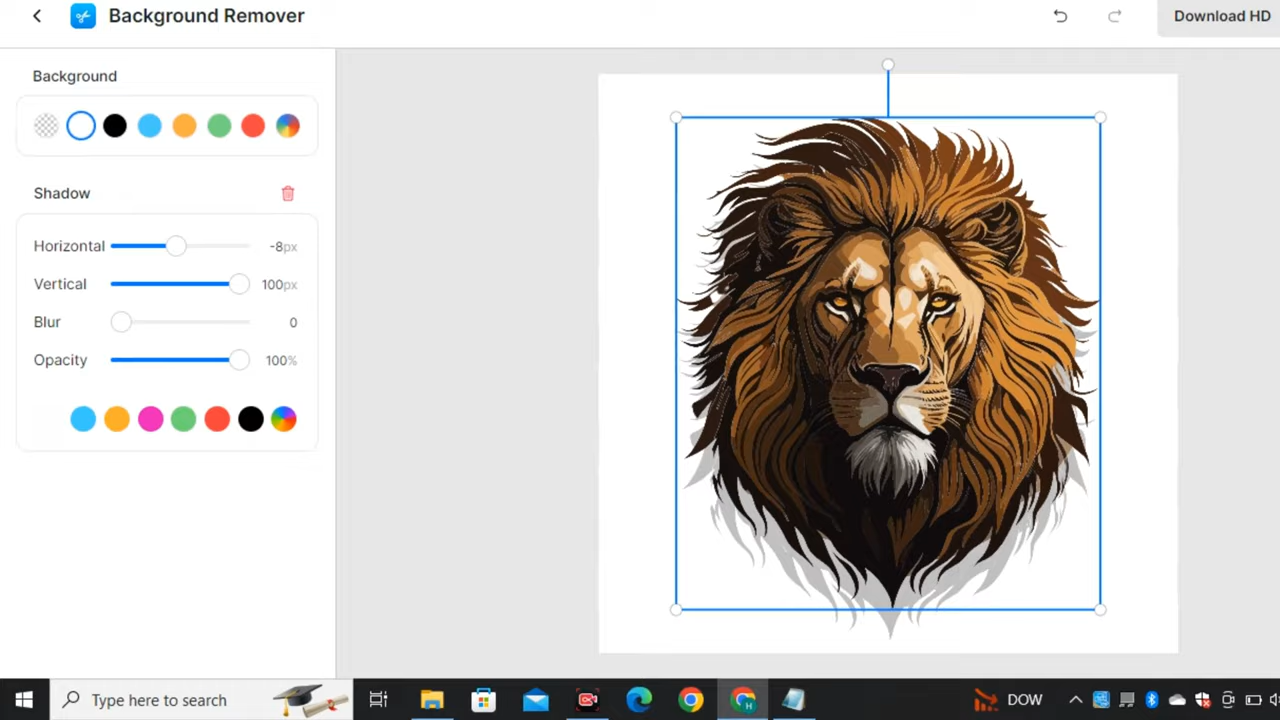 Background Remover
Download HD
Background
Shadow
Horizontal -8px
Vertical 100px
Blur 0
Opacity 100%
Type here to search
H
DOW